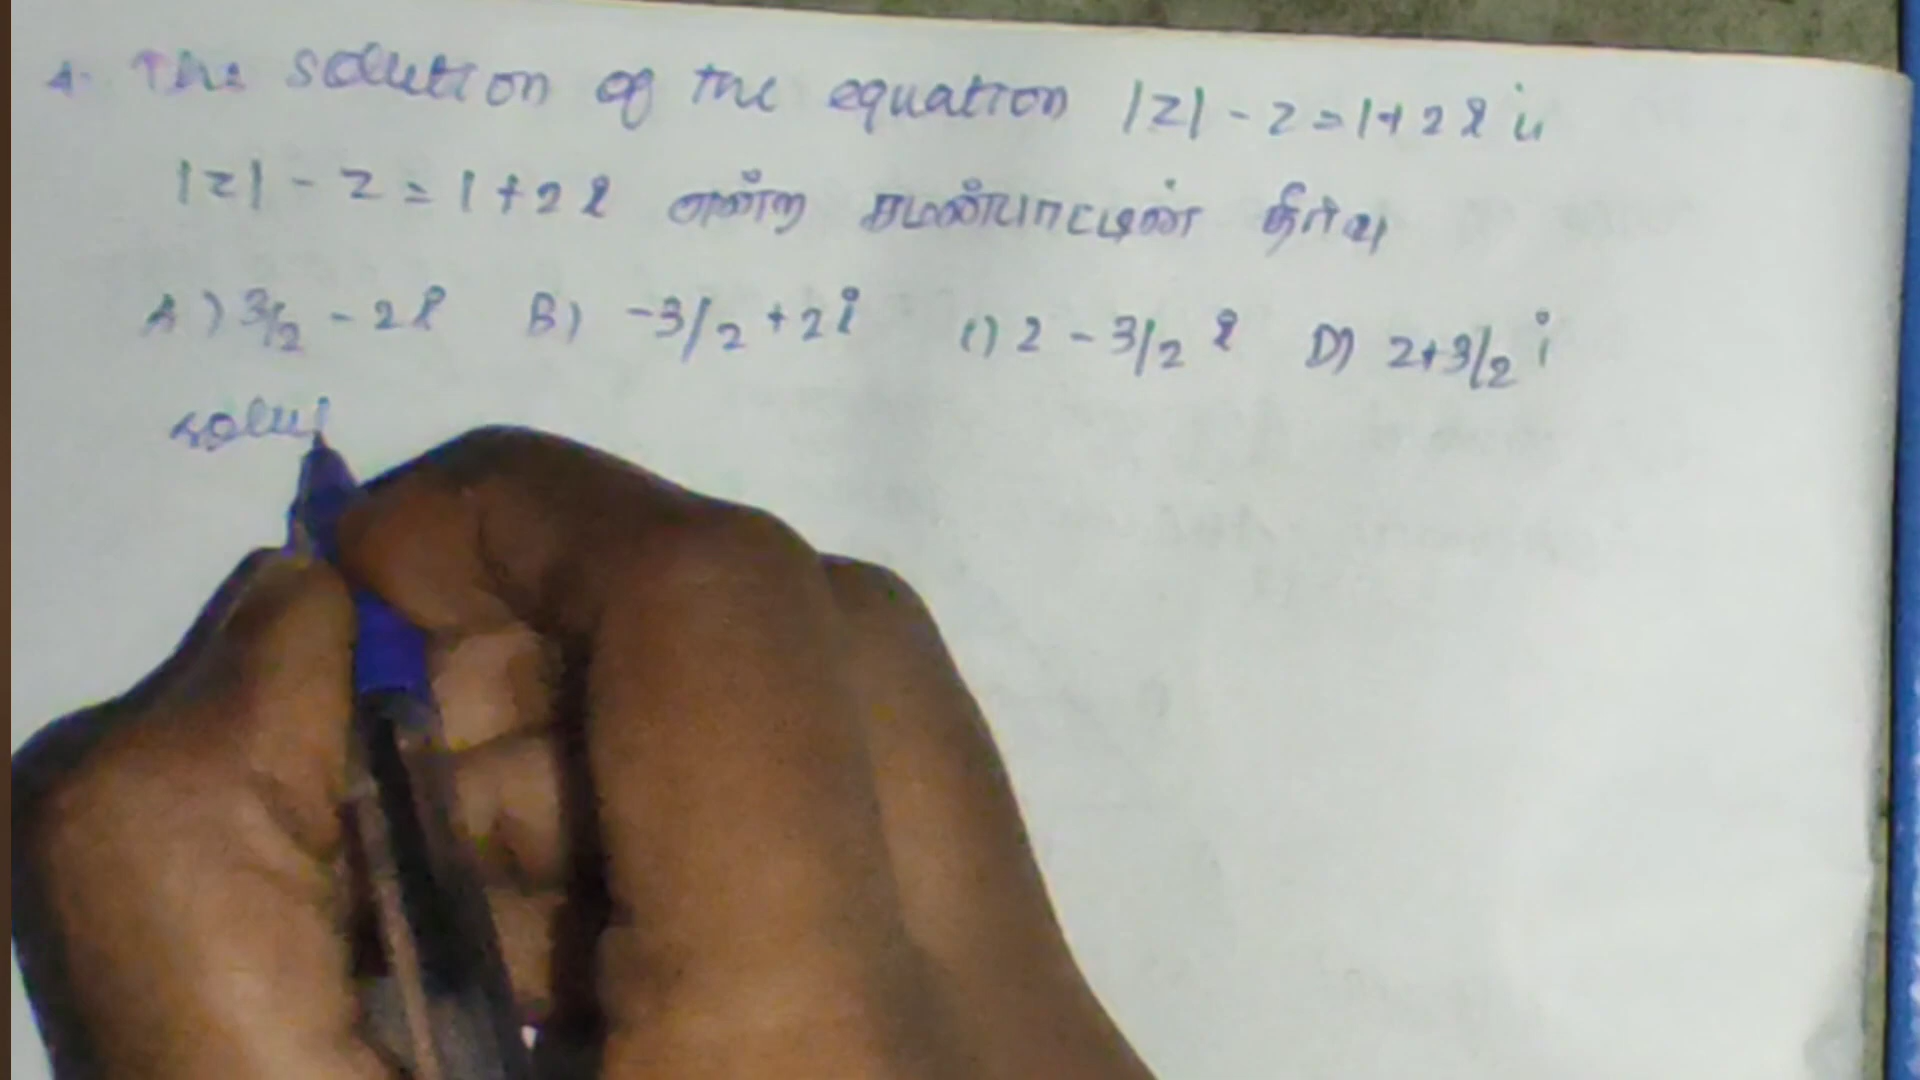 4. The solution of the equation |z| - z = 1 + 2i is
|z| - z = 1 + 2i என்ற சமன்பாட்டின் தீர்வு
A) 3/2 - 2i B) -3/2 + 2i C) 2 - 3/2 i D) 2 + 3/2 i
solut